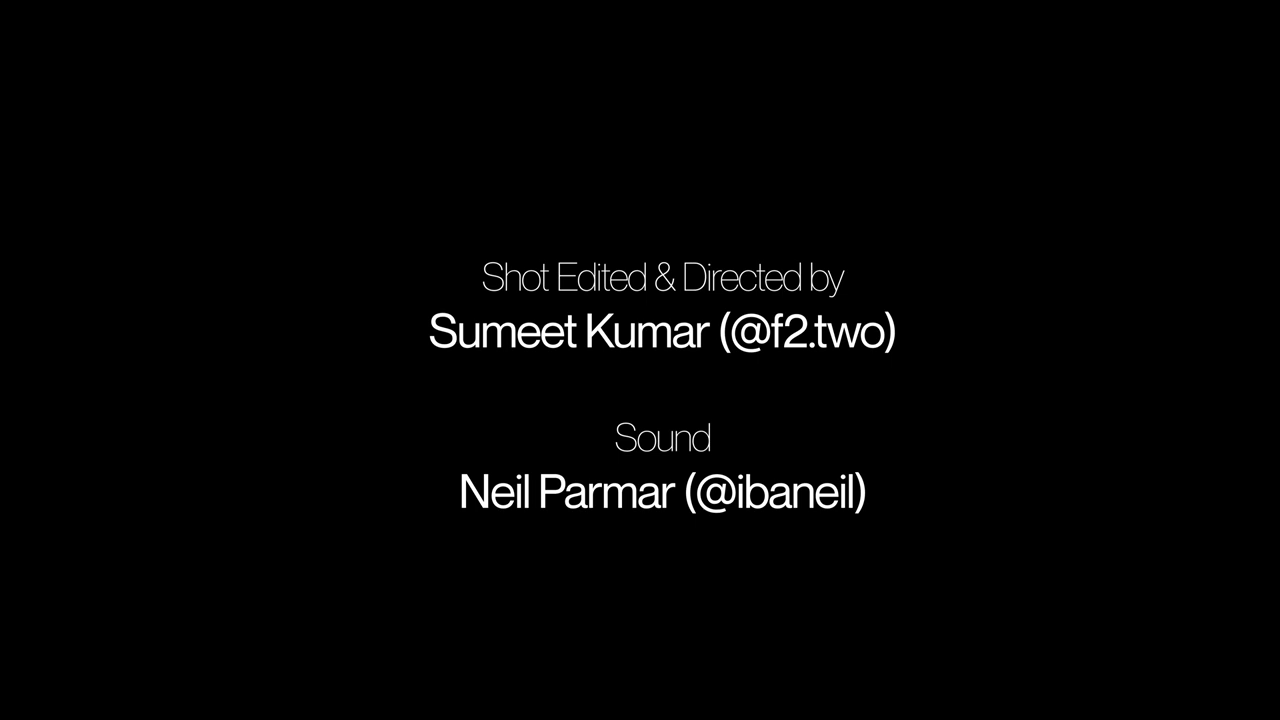 Shot Edited & Directed by
Sumeet Kumar (@f2.two)
Sound
Neil Parmar (@ibaneil)